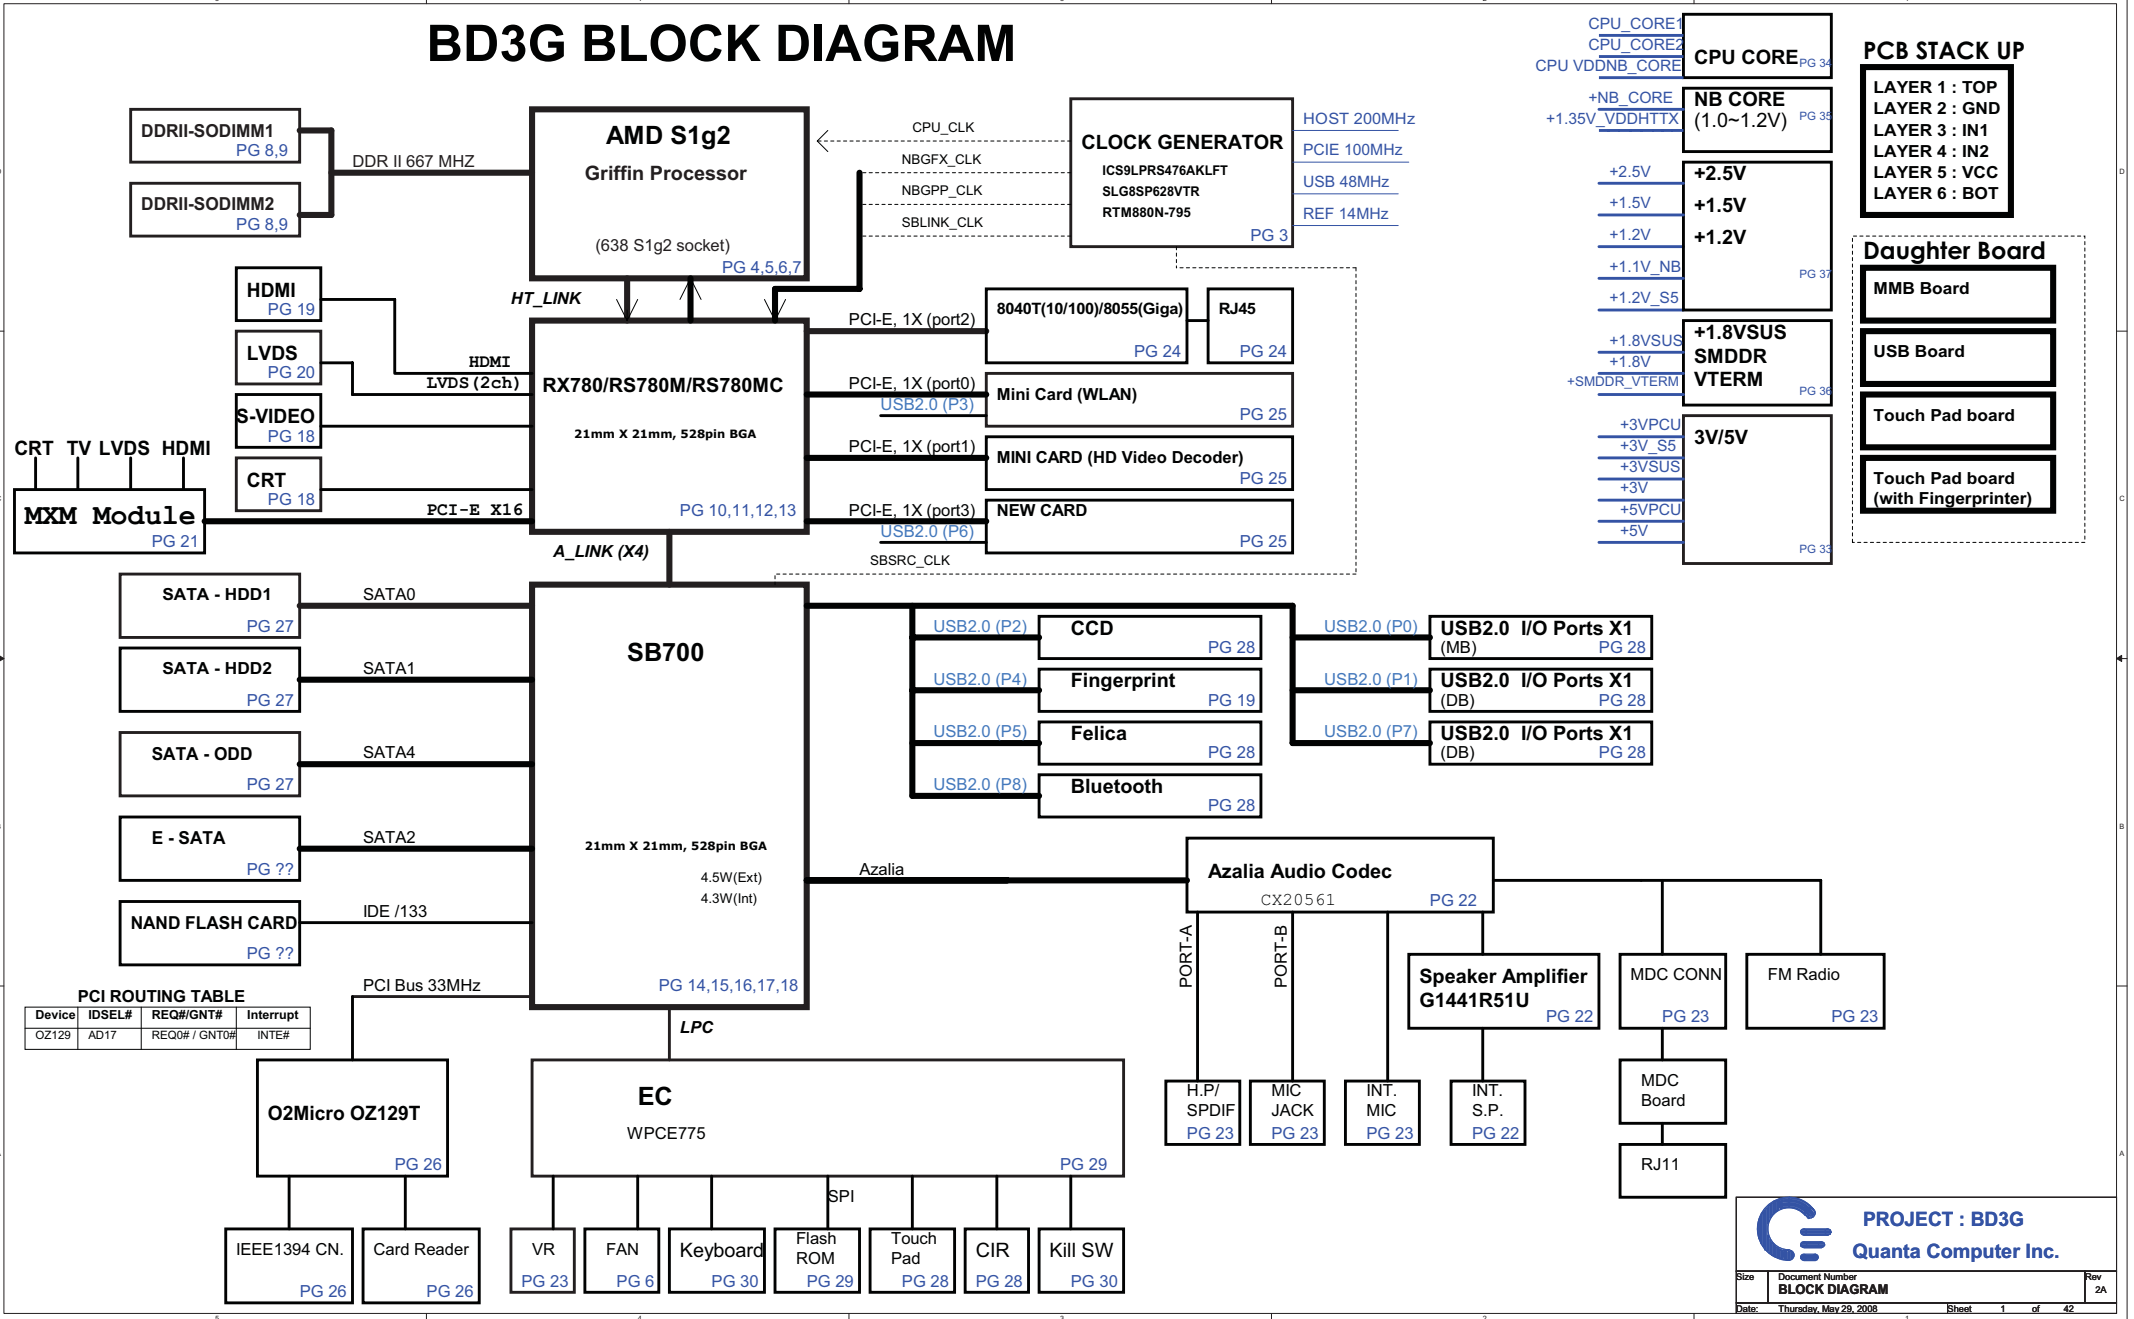 BD3G BLOCK DIAGRAM
DDRII-SODIMM1
PG 8,9
DDRII-SODIMM2
PG 8,9
DDR II 667 MHZ
AMD S1g2
Griffin Processor
(638 S1g2 socket)
PG 4,5,6,7
CPU_CLK
NBGFX_CLK
NBGPP_CLK
SBLINK_CLK
CLOCK GENERATOR
ICS9LPRS476AKLFT
SLG8SP628VTR
RTM880N-795
PG 3
HOST 200MHz
PCIE 100MHz
USB 48MHz
REF 14MHz
CPU_CORE1
CPU_CORE2
CPU VDDNB_CORE
CPU CORE
PG 34
+NB_CORE
+1.35V_VDDHTTX
NB CORE
(1.0~1.2V)
PG 35
+2.5V
+1.5V
+1.2V
+1.1V_NB
+1.2V_S5
+2.5V
+1.5V
+1.2V
PG 37
+1.8VSUS
+1.8V
+SMDDR_VTERM
+1.8VSUS
SMDDR
VTERM
PG 36
+3VPCU
+3V_S5
+3VSUS
+3V
+5VPCU
+5V
3V/5V
PG 33
PCB STACK UP
LAYER 1 : TOP
LAYER 2 : GND
LAYER 3 : IN1
LAYER 4 : IN2
LAYER 5 : VCC
LAYER 6 : BOT
Daughter Board
MMB Board
USB Board
Touch Pad board
Touch Pad board
(with Fingerprinter)
HDMI
PG 19
LVDS
PG 20
S-VIDEO
PG 18
CRT
PG 18
CRT TV LVDS HDMI
MXM Module
PG 21
HT_LINK
HDMI
LVDS(2ch)
PCI-E X16
RX780/RS780M/RS780MC
21mm X 21mm, 528pin BGA
PG 10,11,12,13
A_LINK (X4)
PCI-E, 1X (port2)
8040T(10/100)/8055(Giga)
PG 24
RJ45
PG 24
PCI-E, 1X (port0)
USB2.0 (P3)
Mini Card (WLAN)
PG 25
PCI-E, 1X (port1)
MINI CARD (HD Video Decoder)
PG 25
PCI-E, 1X (port3)
USB2.0 (P6)
NEW CARD
PG 25
SBSRC_CLK
SATA - HDD1
PG 27
SATA0
SATA - HDD2
PG 27
SATA1
SATA - ODD
PG 27
SATA4
E - SATA
PG ??
SATA2
NAND FLASH CARD
PG ??
IDE /133
PCI Bus 33MHz
SB700
21mm X 21mm, 528pin BGA
4.5W(Ext)
4.3W(Int)
PG 14,15,16,17,18
USB2.0 (P2)
CCD
PG 28
USB2.0 (P4)
Fingerprint
PG 19
USB2.0 (P5)
Felica
PG 28
USB2.0 (P8)
Bluetooth
PG 28
USB2.0 (P0)
USB2.0 I/O Ports X1
(MB)
PG 28
USB2.0 (P1)
USB2.0 I/O Ports X1
(DB)
PG 28
USB2.0 (P7)
USB2.0 I/O Ports X1
(DB)
PG 28
Azalia
Azalia Audio Codec
CX20561
PG 22
PORT-A
PORT-B
Speaker Amplifier
G1441R51U
PG 22
MDC CONN
PG 23
FM Radio
PG 23
H.P/
SPDIF
PG 23
MIC
JACK
PG 23
INT.
MIC
PG 23
INT.
S.P.
PG 22
MDC
Board
RJ11
PCI ROUTING TABLE
Device IDSEL# REQ#/GNT# Interrupt
OZ129 AD17 REQ0# / GNT0# INTE#
O2Micro OZ129T
PG 26
IEEE1394 CN.
PG 26
Card Reader
PG 26
LPC
EC
WPCE775
PG 29
SPI
VR
PG 23
FAN
PG 6
Keyboard
PG 30
Flash
ROM
PG 29
Touch
Pad
PG 28
CIR
PG 28
Kill SW
PG 30
PROJECT : BD3G
Quanta Computer Inc.
Size
Document Number
BLOCK DIAGRAM
Rev
2A
Date: Thursday, May 29, 2008
Sheet 1 of 42